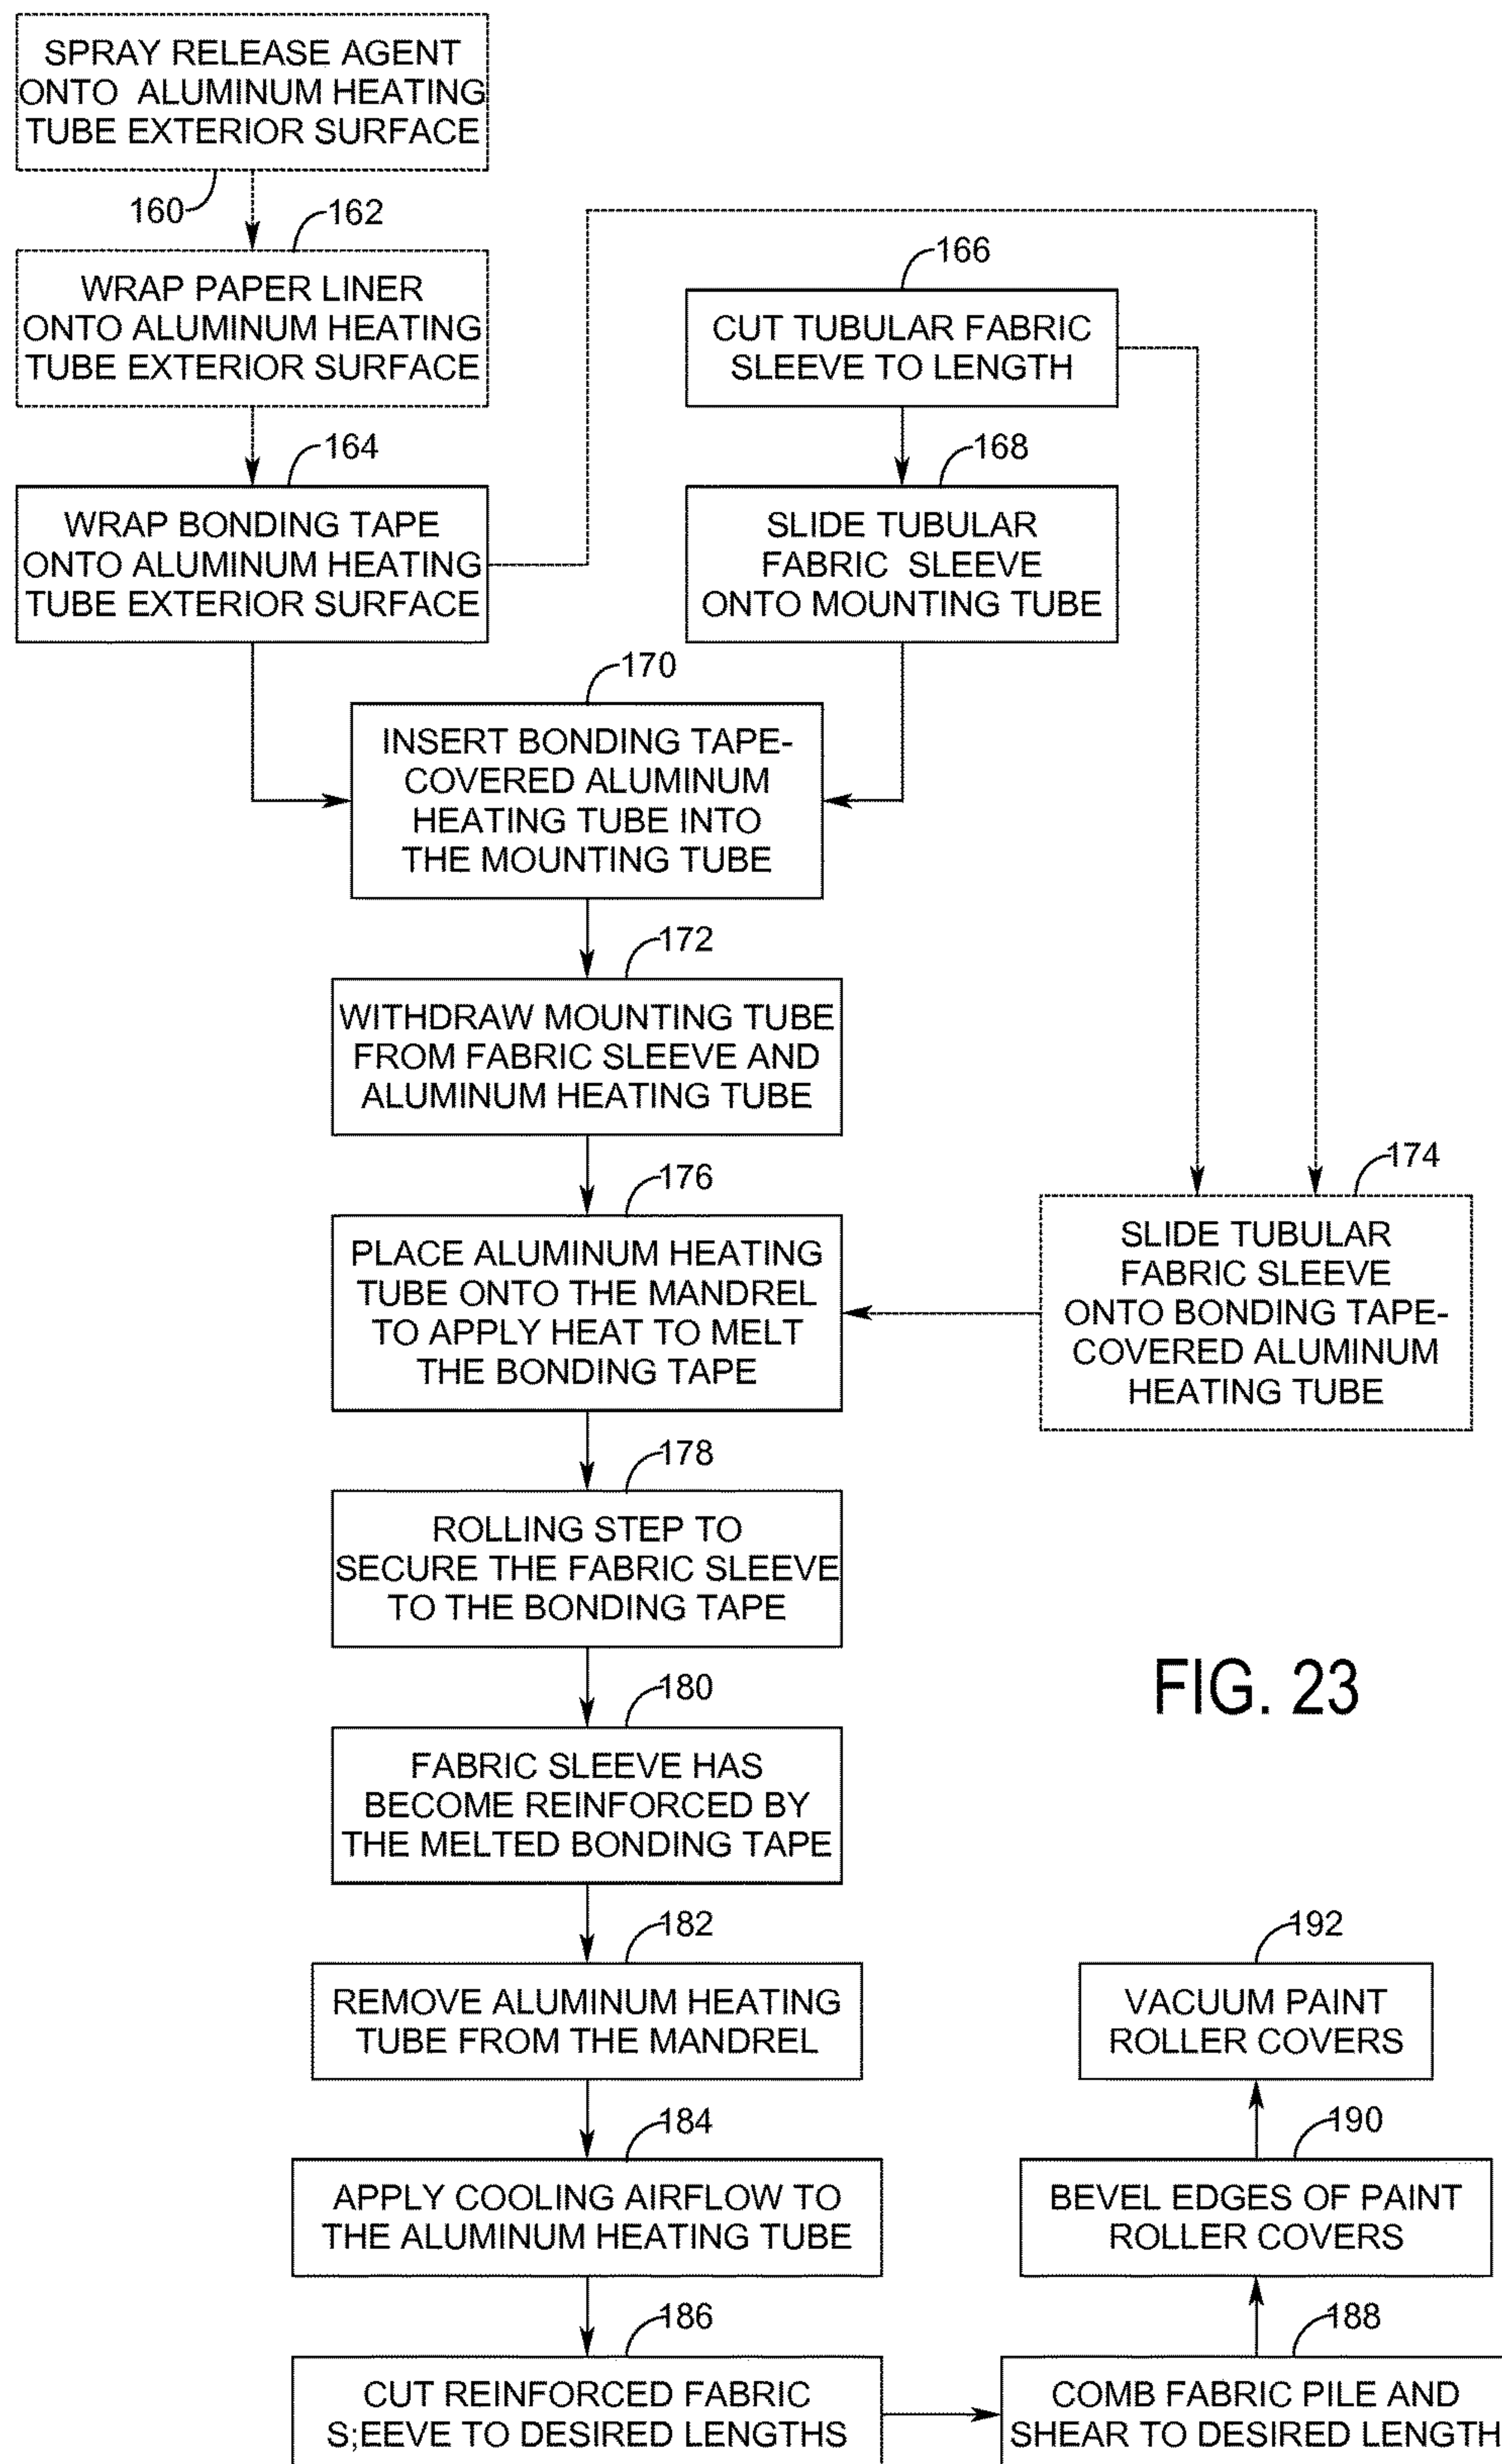 SPRAY RELEASE AGENT
ONTO ALUMINUM HEATING
TUBE EXTERIOR SURFACE
160
162
WRAP PAPER LINER
ONTO ALUMINUM HEATING
TUBE EXTERIOR SURFACE
164
WRAP BONDING TAPE
ONTO ALUMINUM HEATING
TUBE EXTERIOR SURFACE
166
CUT TUBULAR FABRIC
SLEEVE TO LENGTH
168
SLIDE TUBULAR
FABRIC SLEEVE
ONTO MOUNTING TUBE
170
INSERT BONDING TAPE-
COVERED ALUMINUM
HEATING TUBE INTO
THE MOUNTING TUBE
172
WITHDRAW MOUNTING TUBE
FROM FABRIC SLEEVE AND
ALUMINUM HEATING TUBE
174
SLIDE TUBULAR
FABRIC SLEEVE
ONTO BONDING TAPE-
COVERED ALUMINUM
HEATING TUBE
176
PLACE ALUMINUM HEATING
TUBE ONTO THE MANDREL
TO APPLY HEAT TO MELT
THE BONDING TAPE
178
ROLLING STEP TO
SECURE THE FABRIC SLEEVE
TO THE BONDING TAPE
FIG. 23
180
FABRIC SLEEVE HAS
BECOME REINFORCED BY
THE MELTED BONDING TAPE
182
REMOVE ALUMINUM HEATING
TUBE FROM THE MANDREL
184
APPLY COOLING AIRFLOW TO
THE ALUMINUM HEATING TUBE
186
CUT REINFORCED FABRIC
S;EEVE TO DESIRED LENGTHS
188
COMB FABRIC PILE AND
SHEAR TO DESIRED LENGTH
190
BEVEL EDGES OF PAINT
ROLLER COVERS
192
VACUUM PAINT
ROLLER COVERS